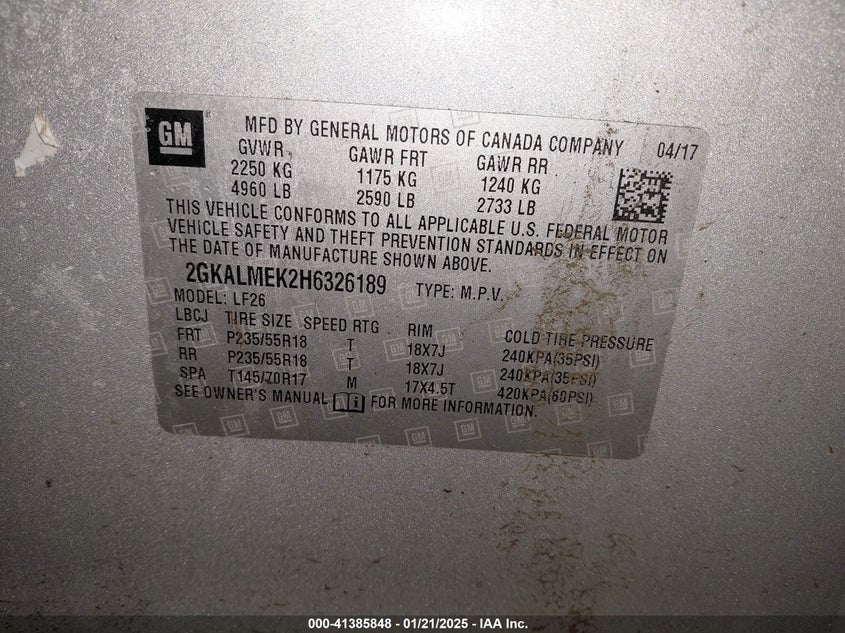 GM
MFD BY GENERAL MOTORS OF CANADA COMPANY 04/17
GVWR GAWR FRT GAWR RR
2250 KG 1175 KG 1240 KG
4960 LB 2590 LB 2733 LB
THIS VEHICLE CONFORMS TO ALL APPLICABLE U.S. FEDERAL MOTOR
VEHICLE SAFETY AND THEFT PREVENTION STANDARDS IN EFFECT ON
THE DATE OF MANUFACTURE SHOWN ABOVE.
2GKALMEK2H6326189 TYPE: M.P.V.
MODEL: LF26
LBCJ TIRE SIZE SPEED RTG RIM COLD TIRE PRESSURE
FRT P235/55R18 T 18X7J 240KPA(35PSI)
RR P235/55R18 T 18X7J 240KPA(35PSI)
SPA T145/70R17 M 17X4.5T 420KPA(60PSI)
SEE OWNER'S MANUAL i FOR MORE INFORMATION.
000-41385848 - 01/21/2025 - IAA Inc.